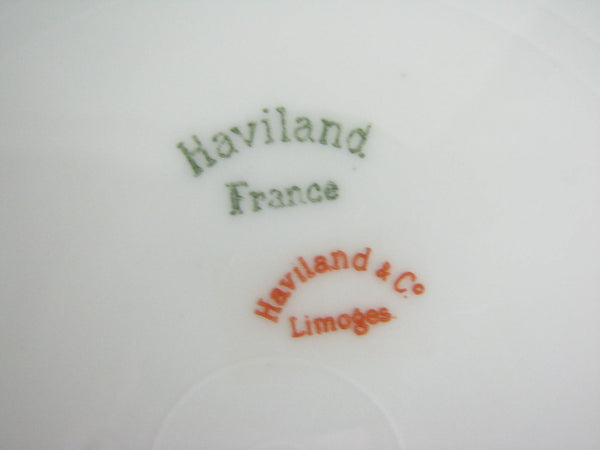 Haviland
France
Haviland & Co
Limoges